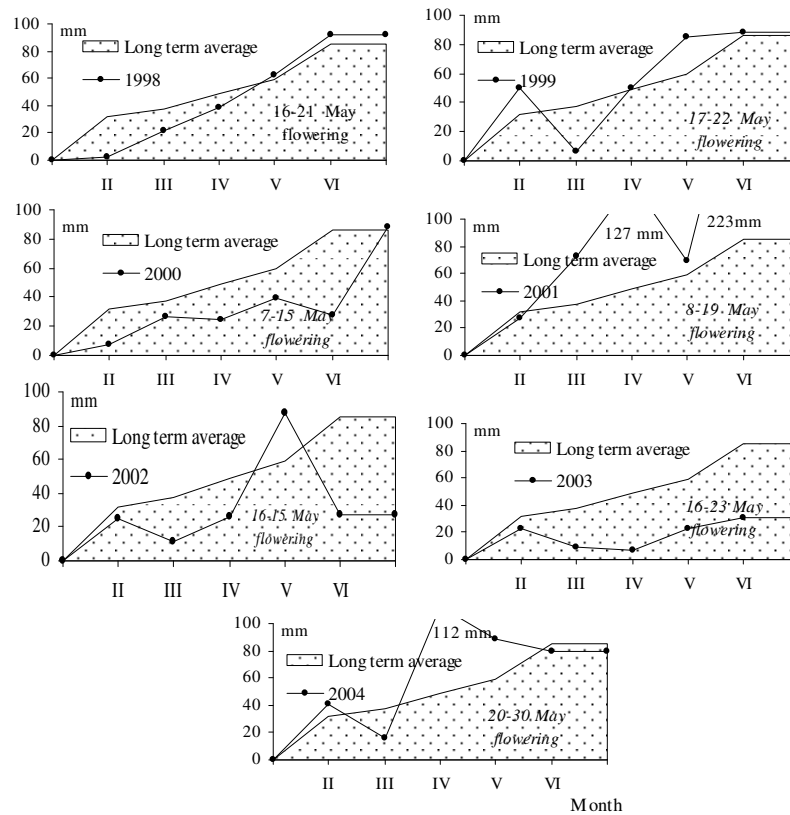 mm
100
80
60
40
20
0
Long term average
1998
16-21 May
flowering
II III IV V VI
mm
100
80
60
40
20
0
Long term average
1999
17-22 May
flowering
II III IV V VI
mm
100
80
60
40
20
0
Long term average
2000
7-15 May
flowering
II III IV V VI
mm
100
80
60
40
20
0
127 mm
223mm
Long term average
2001
8-19 May
flowering
II III IV V VI
mm
100
80
60
40
20
0
Long term average
2002
16-15 May
flowering
II III IV V VI
mm
100
80
60
40
20
0
Long term average
2003
16-23 May
flowering
II III IV V VI
mm
100
80
60
40
20
0
112 mm
Long term average
2004
20-30 May
flowering
II III IV V VI
Month